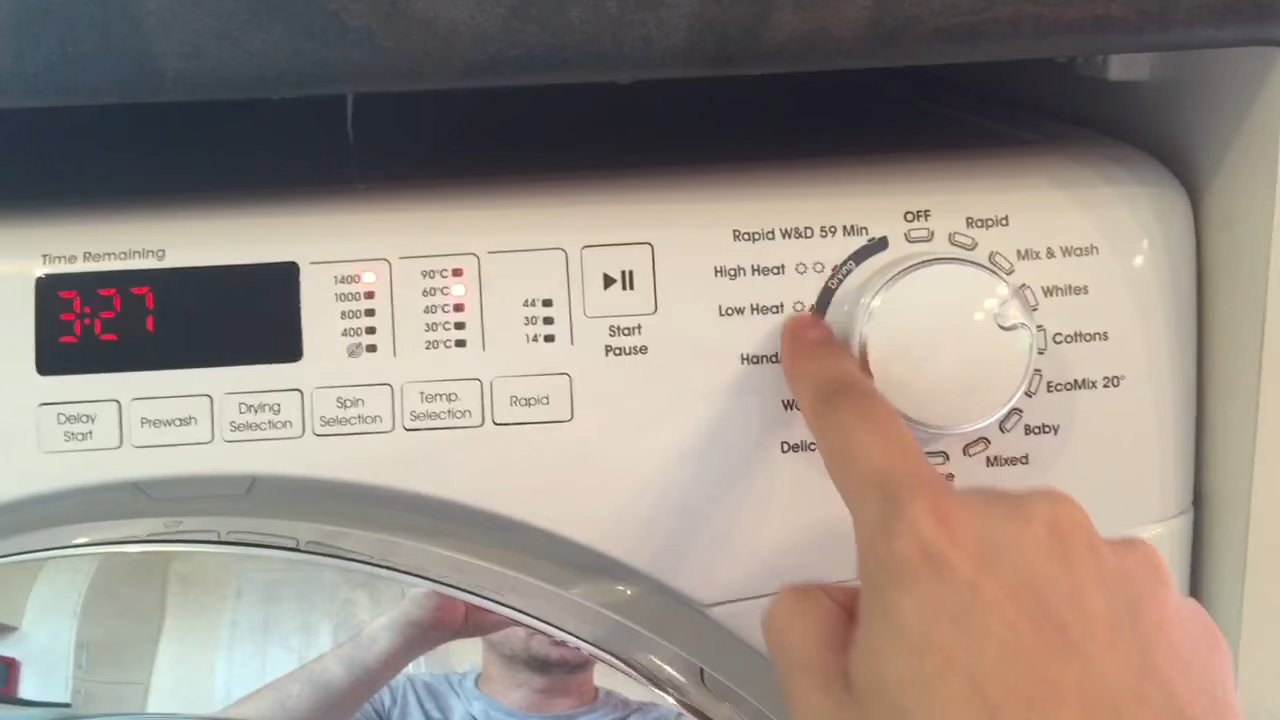 Time Remaining
3:27
1400
1000
800
400
90°C
60°C
40°C
30°C
20°C
44'
30'
14'
Start
Pause
Delay
Start
Prewash
Drying
Selection
Spin
Selection
Temp.
Selection
Rapid
Rapid W&D 59 Min
High Heat
Low Heat
Hand
Delic
Drying
OFF
Rapid
Mix & Wash
Whites
Cottons
EcoMix 20°
Baby
Mixed